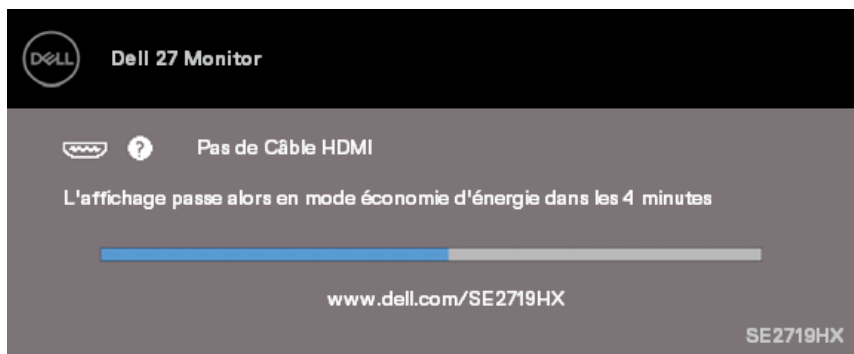 DELL
Dell 27 Monitor
? Pas de Câble HDMI
L'affichage passe alors en mode économie d'énergie dans les 4 minutes
www.dell.com/SE2719HX
SE2719HX